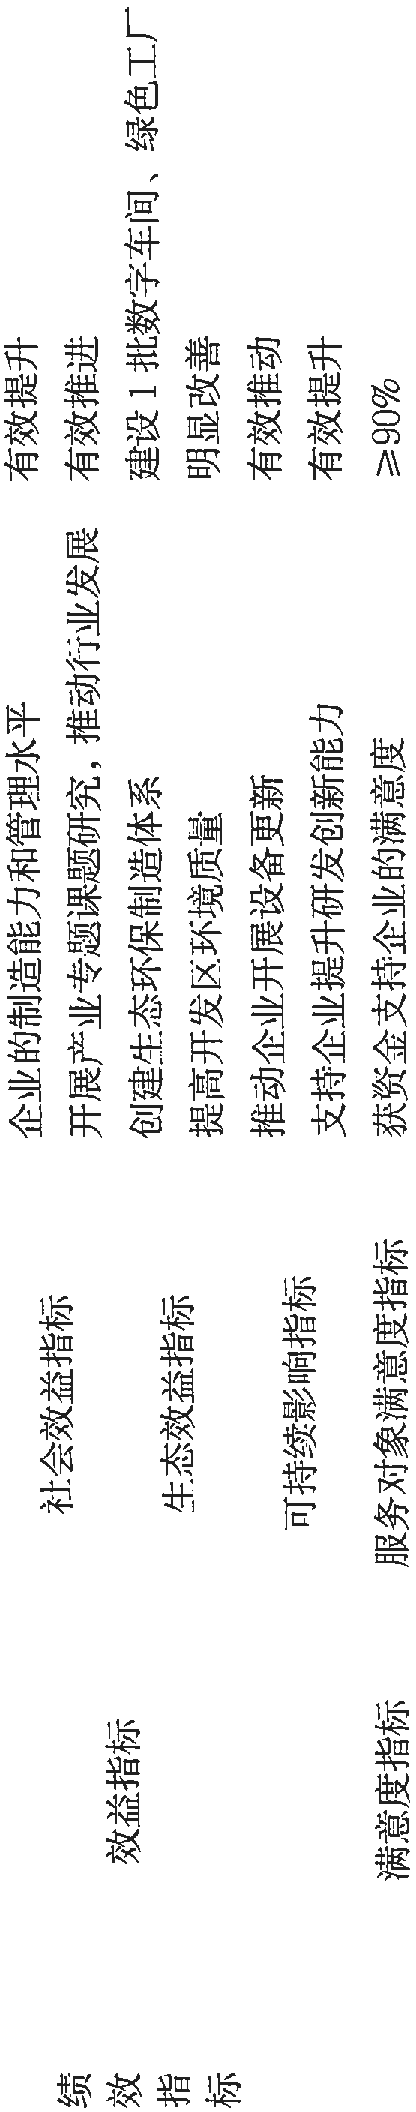 绩效指标
效益指标
社会效益指标
企业的制造能力和管理水平
有效提升
开展产业专题课题研究，推动行业发展
有效推进
生态效益指标
创建生态环保制造体系
建设1批数字车间、绿色工厂
提高开发区环境质量
明显改善
可持续影响指标
推动企业开展设备更新
有效推动
支持企业提升研发创新能力
有效提升
满意度指标
服务对象满意度指标
获资金支持企业的满意度
≥90%